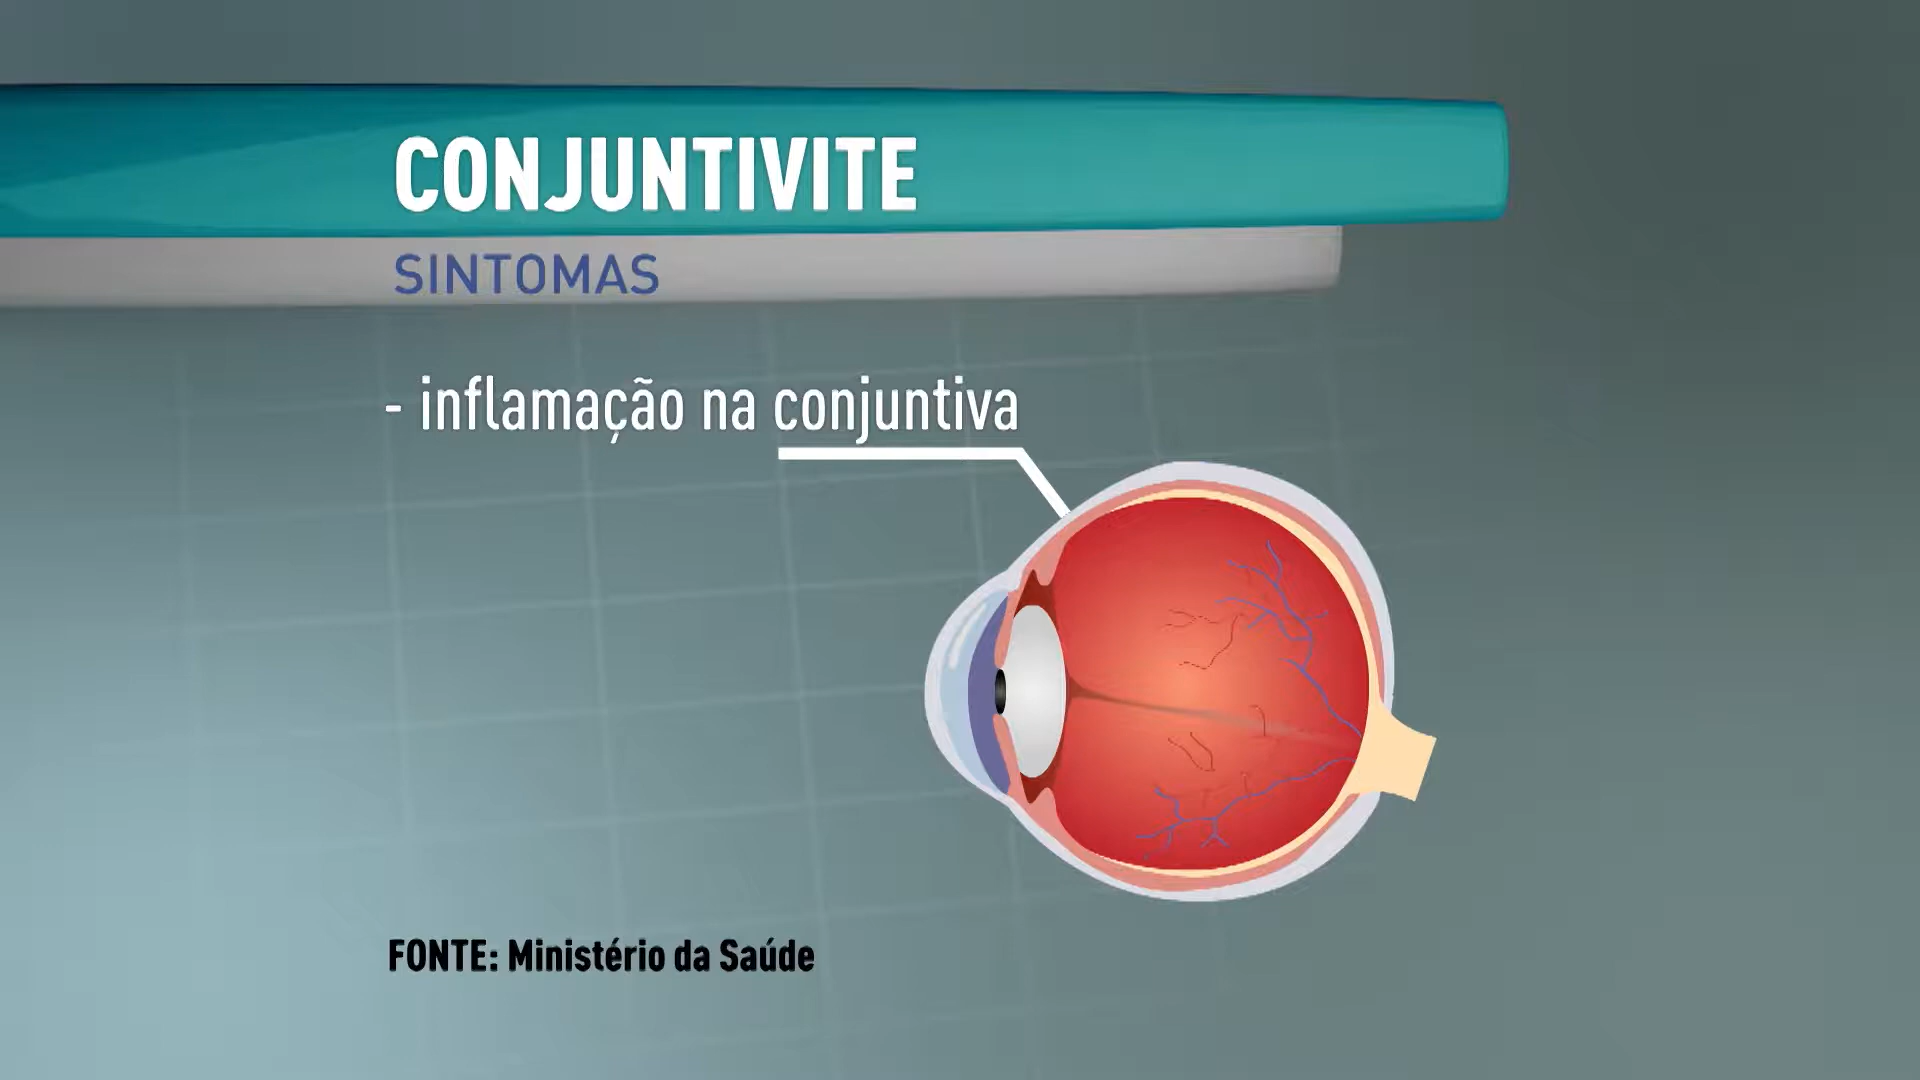 CONJUNTIVITE
SINTOMAS
- inflamação na conjuntiva
FONTE: Ministério da Saúde